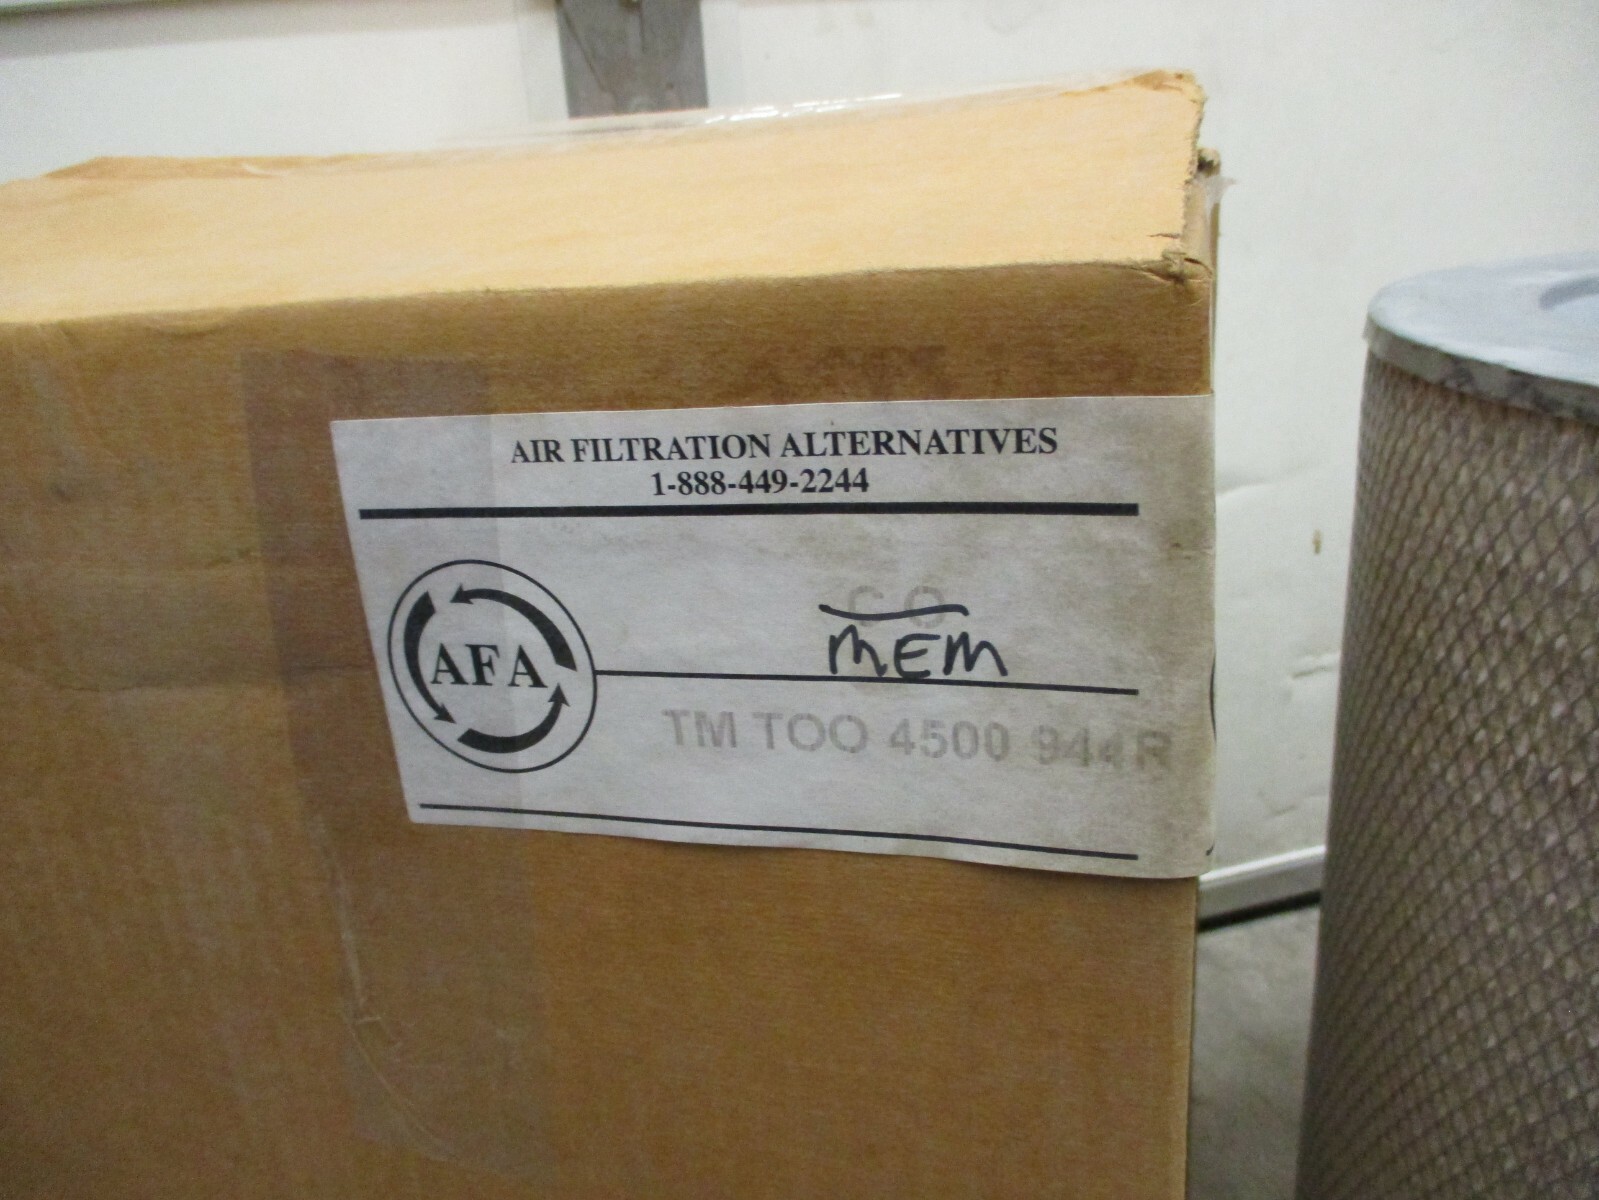 AIR FILTRATION ALTERNATIVES
1-888-449-2244
C O
MEM
AFA
TM TOO 4500 944R